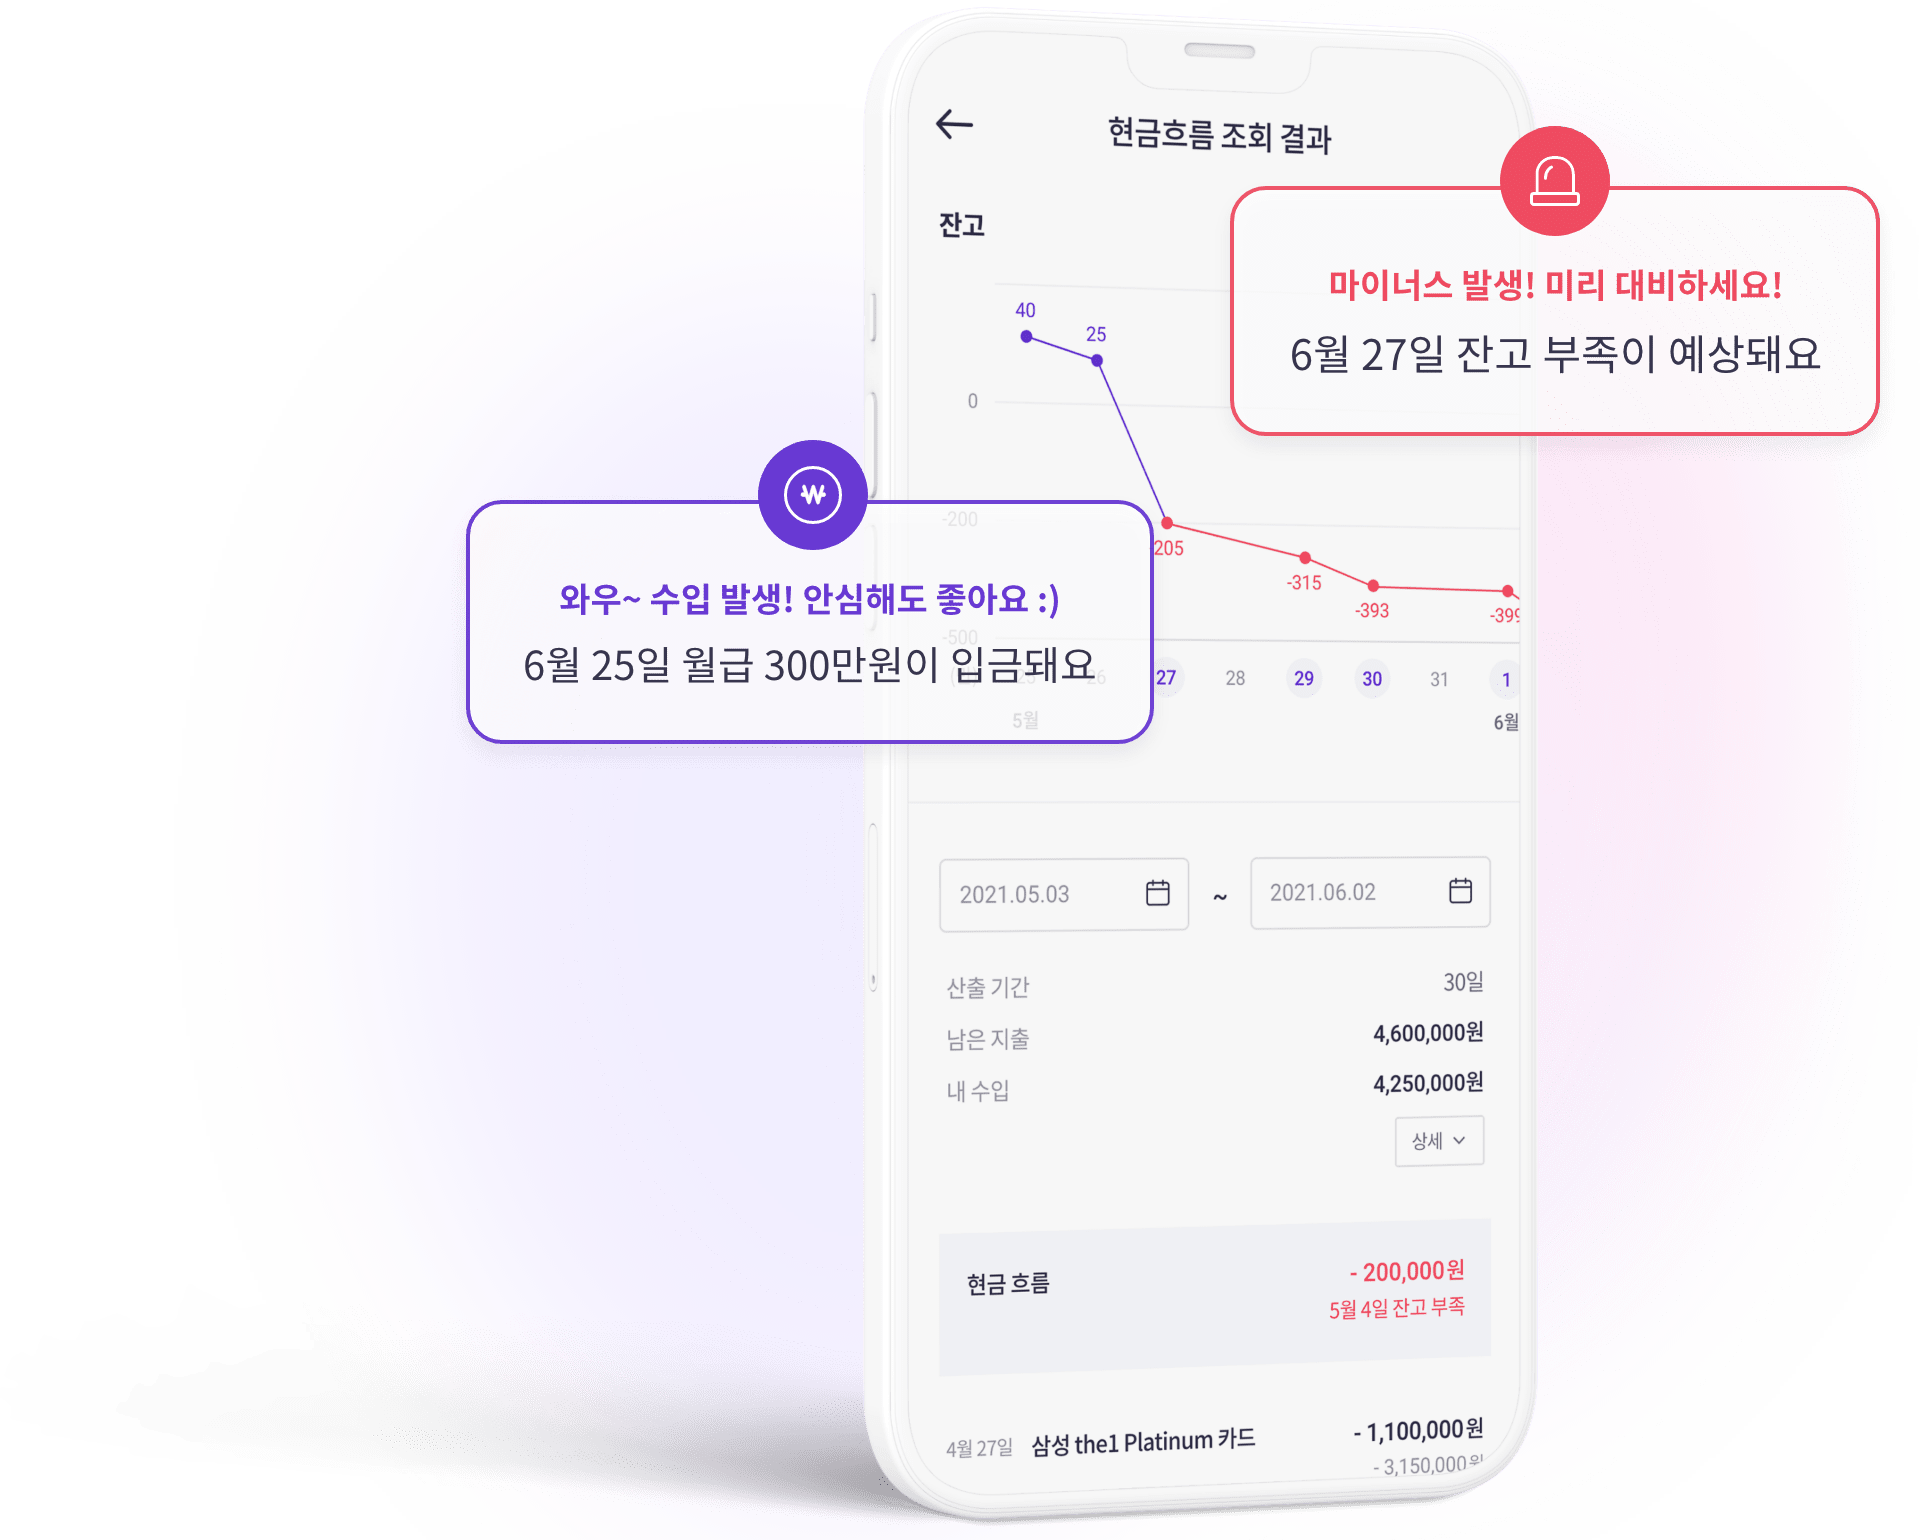 현금흐름 조회 결과
잔고
마이너스 발생! 미리 대비하세요!
6월 27일 잔고 부족이 예상돼요
40
25
0
-200
205
-315
-393
-399
-500
와우~ 수입 발생! 안심해도 좋아요 :)
6월 25일 월급 300만원이 입금돼요
26 27 28 29 30 31 1
5월 6월
2021.05.03 ~ 2021.06.02
산출 기간 30일
남은 지출 4,600,000원
내 수입 4,250,000원
상세
현금 흐름 - 200,000원
5월 4일 잔고 부족
4월 27일 삼성 the1 Platinum 카드 - 1,100,000원
- 3,150,000원